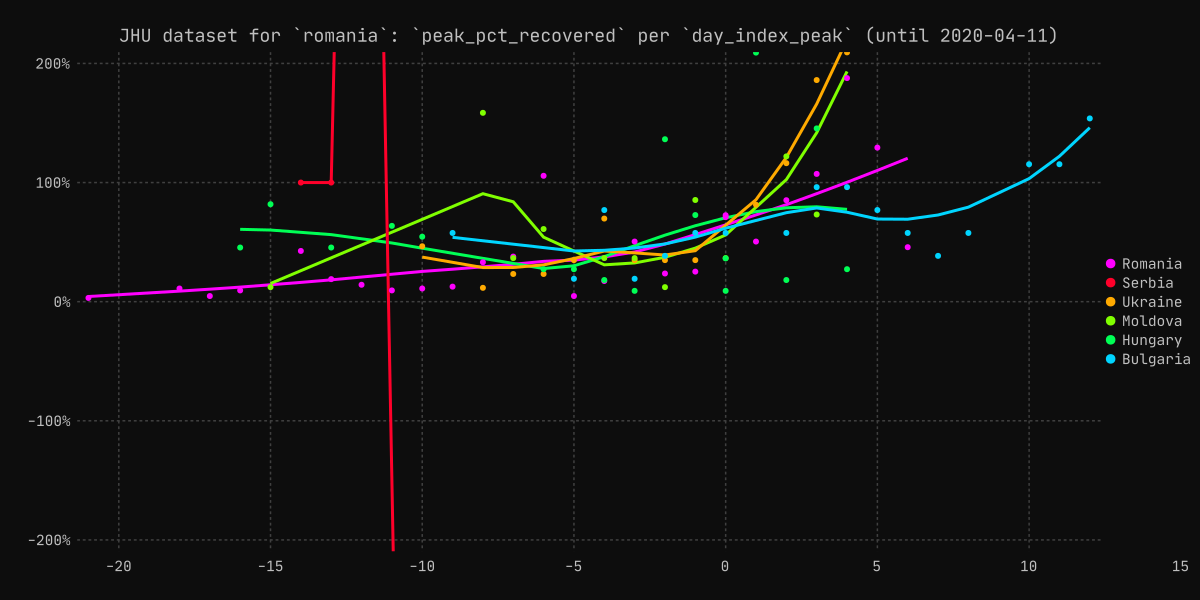 JHU dataset for `romania`: `peak_pct_recovered` per `day_index_peak` (until 2020-04-11)
200%
100%
0%
-100%
-200%
-20
-15
-10
-5
0
5
10
15
Romania
Serbia
Ukraine
Moldova
Hungary
Bulgaria